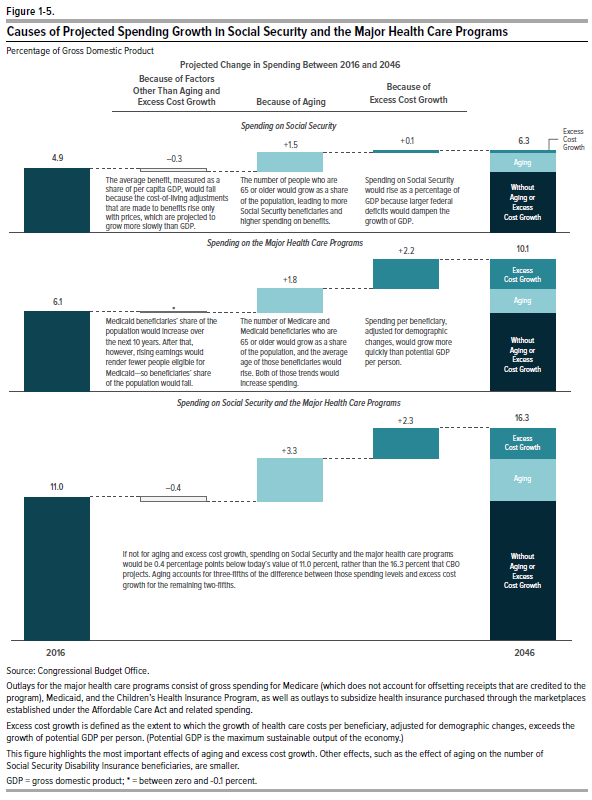 Figure 1-5.
Causes of Projected Spending Growth in Social Security and the Major Health Care Programs
Percentage of Gross Domestic Product
Projected Change in Spending Between 2016 and 2046
Because of Factors
Other Than Aging and
Excess Cost Growth
Because of Aging
Because of
Excess Cost Growth
Spending on Social Security
4.9
–0.3
+1.5
+0.1
6.3
Excess
Cost
Growth
Aging
Without
Aging or
Excess
Cost Growth
The average benefit, measured as a
share of per capita GDP, would fall
because the cost-of-living adjustments
that are made to benefits rise only
with prices, which are projected to
grow more slowly than GDP.
The number of people who are
65 or older would grow as a share
of the population, leading to more
Social Security beneficiaries and
higher spending on benefits.
Spending on Social Security
would rise as a percentage of
GDP because larger federal
deficits would dampen the
growth of GDP.
Spending on the Major Health Care Programs
6.1
*
+1.8
+2.2
10.1
Excess
Cost Growth
Aging
Without
Aging or
Excess
Cost Growth
Medicaid beneficiaries' share of the
population would increase over
the next 10 years. After that,
however, rising earnings would
render fewer people eligible for
Medicaid—so beneficiaries' share
of the population would fall.
The number of Medicare and
Medicaid beneficiaries who are
65 or older would grow as a share
of the population, and the average
age of those beneficiaries would
rise. Both of those trends would
increase spending.
Spending per beneficiary,
adjusted for demographic
changes, would grow more
quickly than potential GDP
per person.
Spending on Social Security and the Major Health Care Programs
11.0
–0.4
+3.3
+2.3
16.3
Excess
Cost Growth
Aging
Without
Aging or
Excess
Cost Growth
If not for aging and excess cost growth, spending on Social Security and the major health care programs
would be 0.4 percentage points below today's value of 11.0 percent, rather than the 16.3 percent that CBO
projects. Aging accounts for three-fifths of the difference between those spending levels and excess cost
growth for the remaining two-fifths.
2016
2046
Source: Congressional Budget Office.
Outlays for the major health care programs consist of gross spending for Medicare (which does not account for offsetting receipts that are credited to the
program), Medicaid, and the Children's Health Insurance Program, as well as outlays to subsidize health insurance purchased through the marketplaces
established under the Affordable Care Act and related spending.
Excess cost growth is defined as the extent to which the growth of health care costs per beneficiary, adjusted for demographic changes, exceeds the
growth of potential GDP per person. (Potential GDP is the maximum sustainable output of the economy.)
This figure highlights the most important effects of aging and excess cost growth. Other effects, such as the effect of aging on the number of
Social Security Disability Insurance beneficiaries, are smaller.
GDP = gross domestic product; * = between zero and -0.1 percent.